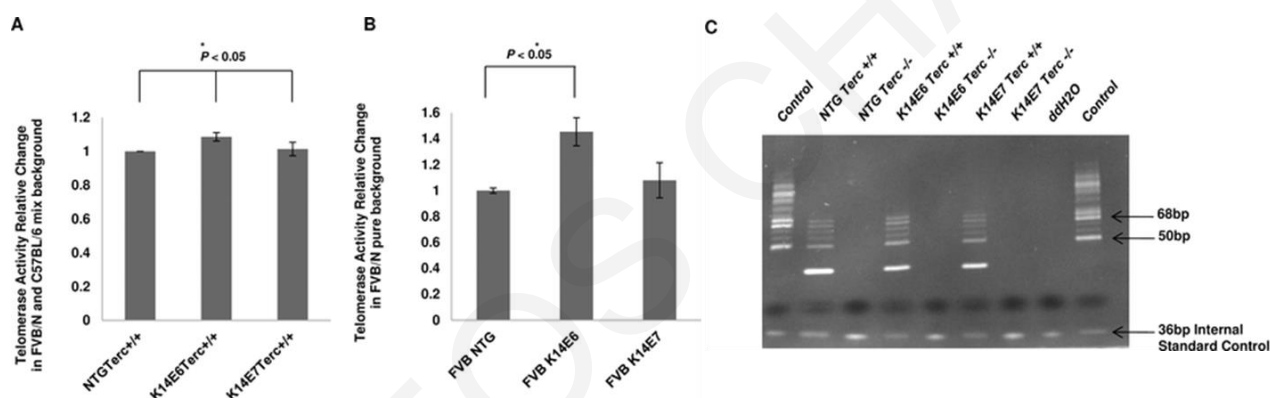 A
*
P < 0.05
Telomerase Activity Relative Change
in FVB/N and C57BL/6 mix background
1.2
1
0.8
0.6
0.4
0.2
0
NTGTerc+/+
K14E6Terc+/+
K14E7Terc+/+
B
*
P < 0.05
Telomerase Activity Relative Change
in FVB/N pure background
1.6
1.4
1.2
1
0.8
0.6
0.4
0.2
0
FVB NTG
FVB K14E6
FVB K14E7
C
Control
NTG Terc +/+
NTG Terc -/-
K14E6 Terc +/+
K14E6 Terc -/-
K14E7 Terc +/+
K14E7 Terc -/-
ddH2O
Control
68bp
50bp
36bp Internal
Standard Control